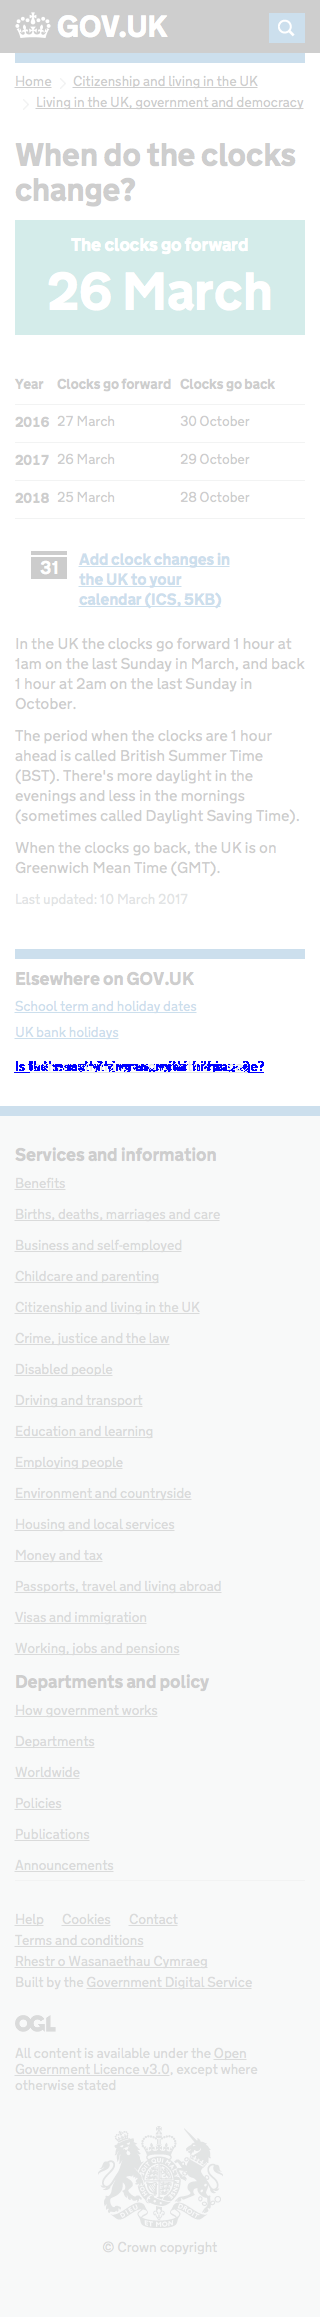 GOV.UK
Home
Citizenship and living in the UK
Living in the UK, government and democracy
When do the clocks
change?
The clocks go forward
26 March
Year Clocks go forward Clocks go back
2016 27 March 30 October
2017 26 March 29 October
2018 25 March 28 October
31
Add clock changes in
the UK to your
calendar (ICS, 5KB)
In the UK the clocks go forward 1 hour at
1am on the last Sunday in March, and back
1 hour at 2am on the last Sunday in
October.
The period when the clocks are 1 hour
ahead is called British Summer Time
(BST). There's more daylight in the
evenings and less in the mornings
(sometimes called Daylight Saving Time).
When the clocks go back, the UK is on
Greenwich Mean Time (GMT).
Last updated: 10 March 2017
Elsewhere on GOV.UK
School term and holiday dates
UK bank holidays
Services and information
Benefits
Births, deaths, marriages and care
Business and self-employed
Childcare and parenting
Citizenship and living in the UK
Crime, justice and the law
Disabled people
Driving and transport
Education and learning
Employing people
Environment and countryside
Housing and local services
Money and tax
Passports, travel and living abroad
Visas and immigration
Working, jobs and pensions
Departments and policy
How government works
Departments
Worldwide
Policies
Publications
Announcements
Help Cookies Contact
Terms and conditions
Rhestr o Wasanaethau Cymraeg
Built by the Government Digital Service
OGL
All content is available under the Open
Government Licence v3.0, except where
otherwise stated
© Crown copyright